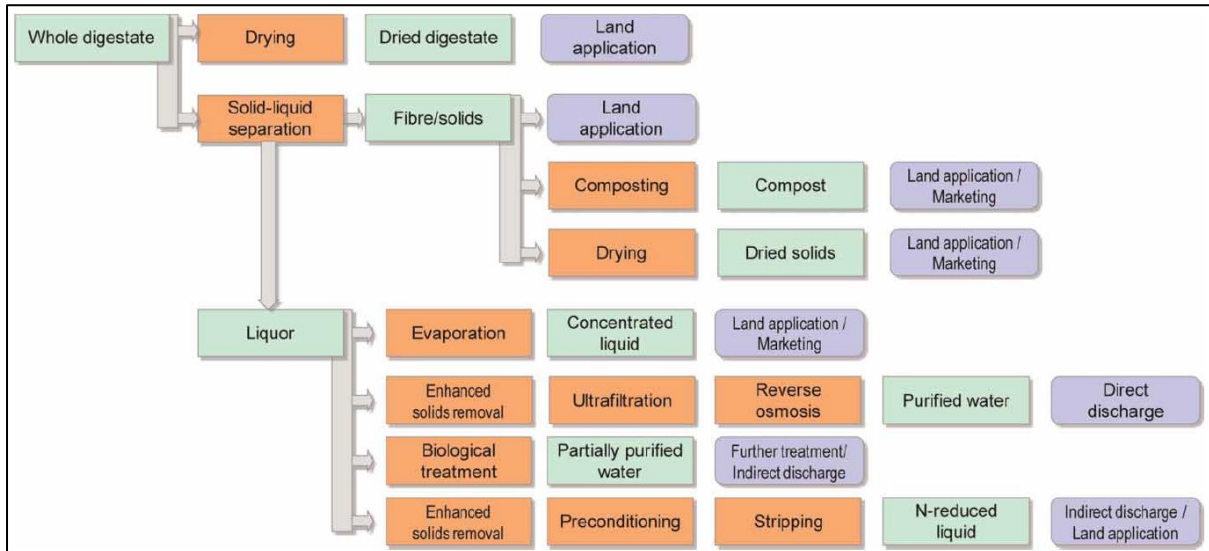 Whole digestate
Drying
Dried digestate
Land
application
Solid-liquid
separation
Fibre/solids
Land
application
Composting
Compost
Land application /
Marketing
Drying
Dried solids
Land application /
Marketing
Liquor
Evaporation
Concentrated
liquid
Land application /
Marketing
Enhanced
solids removal
Ultrafiltration
Reverse
osmosis
Purified water
Direct
discharge
Biological
treatment
Partially purified
water
Further treatment/
Indirect discharge
Enhanced
solids removal
Preconditioning
Stripping
N-reduced
liquid
Indirect discharge /
Land application